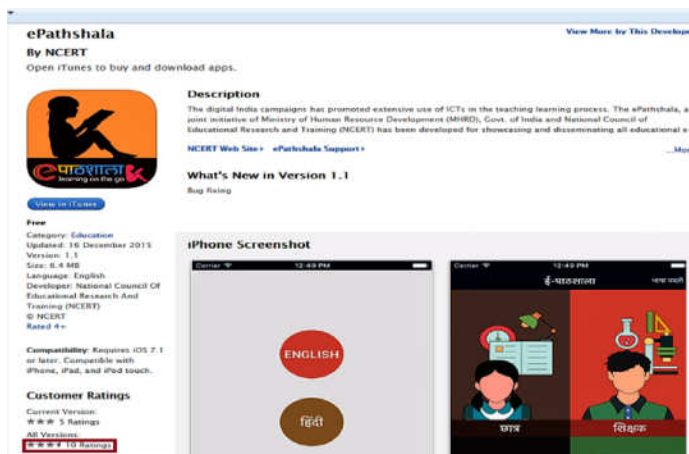 ePathshala
By NCERT
Open iTunes to buy and download apps.
View More by This Develope
Description
The digital India campaigns has promoted extensive use of ICTs in the teaching learning process. The ePathshala, a
joint initiative of Ministry of Human Resource Development (MHRD), Govt. of India and National Council of
Educational Research and Training (NCERT) has been developed for showcasing and disseminating all educational e
NCERT Web Site ePathshala Support
...Mor
What's New in Version 1.1
Bug fixing
पाठशाला
learning on the go
View in iTunes
Free
Category: Education
Updated: 16 December 2015
Version: 1.1
Size: 6.4 MB
Language: English
Developer: National Council Of
Educational Research And
Training (NCERT)
© NCERT
Rated 4+
Compatibility: Requires iOS 7.1
or later. Compatible with
iPhone, iPad, and iPod touch.
Customer Ratings
Current Version:
★★★ 5 Ratings
All Versions:
10 Ratings
iPhone Screenshot
Carrier 12:49 PM
ENGLISH
हिंदी
Carrier 12:49 PM
ई-पाठशाला
भाषा
छात्र
शिक्षक